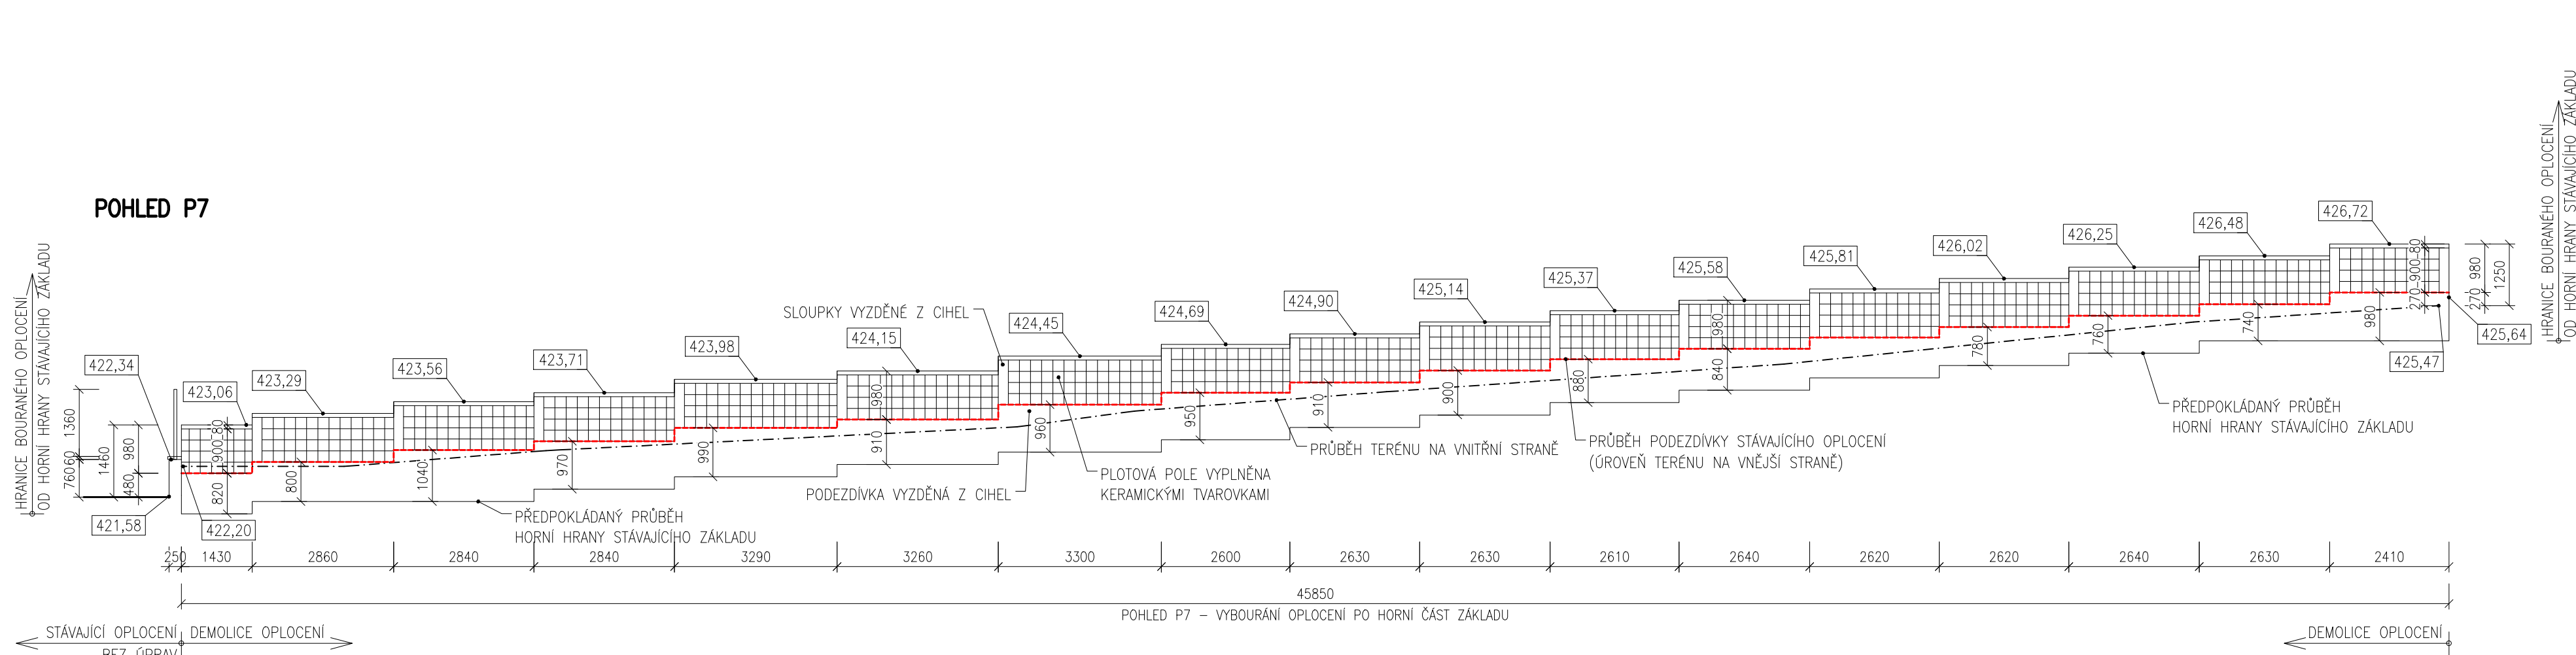 POHLED P7
HRANICE BOURANÉHO OPLOCENÍ
OD HORNÍ HRANY STÁVAJÍCÍHO ZÁKLADU
HRANICE BOURANÉHO OPLOCENÍ
OD HORNÍ HRANY STÁVAJÍCÍHO ZÁKLADU
422,34
423,06
423,29
423,56
423,71
423,98
424,15
424,45
424,69
424,90
425,14
425,37
425,58
425,81
426,02
426,25
426,48
426,72
425,64
425,47
421,58
422,20
1360
60
760
1460
980
480
80
900
820
800
1040
970
990
980
910
960
950
910
900
880
980
840
780
760
740
980
80
900
270
270
980
1250
SLOUPKY VYZDĚNÉ Z CIHEL
PODEZDÍVKA VYZDĚNÁ Z CIHEL
PLOTOVÁ POLE VYPLNĚNA
KERAMICKÝMI TVAROVKAMI
PRŮBĚH TERÉNU NA VNITŘNÍ STRANĚ
PRŮBĚH PODEZDÍVKY STÁVAJÍCÍHO OPLOCENÍ
(ÚROVEŇ TERÉNU NA VNĚJŠÍ STRANĚ)
PŘEDPOKLÁDANÝ PRŮBĚH
HORNÍ HRANY STÁVAJÍCÍHO ZÁKLADU
PŘEDPOKLÁDANÝ PRŮBĚH
HORNÍ HRANY STÁVAJÍCÍHO ZÁKLADU
250 1430 2860 2840 2840 3290 3260 3300 2600 2630 2630 2610 2640 2620 2620 2640 2630 2410
45850
POHLED P7 – VYBOURÁNÍ OPLOCENÍ PO HORNÍ ČÁST ZÁKLADU
STÁVAJÍCÍ OPLOCENÍ DEMOLICE OPLOCENÍ
BEZ ÚPRAV
DEMOLICE OPLOCENÍ